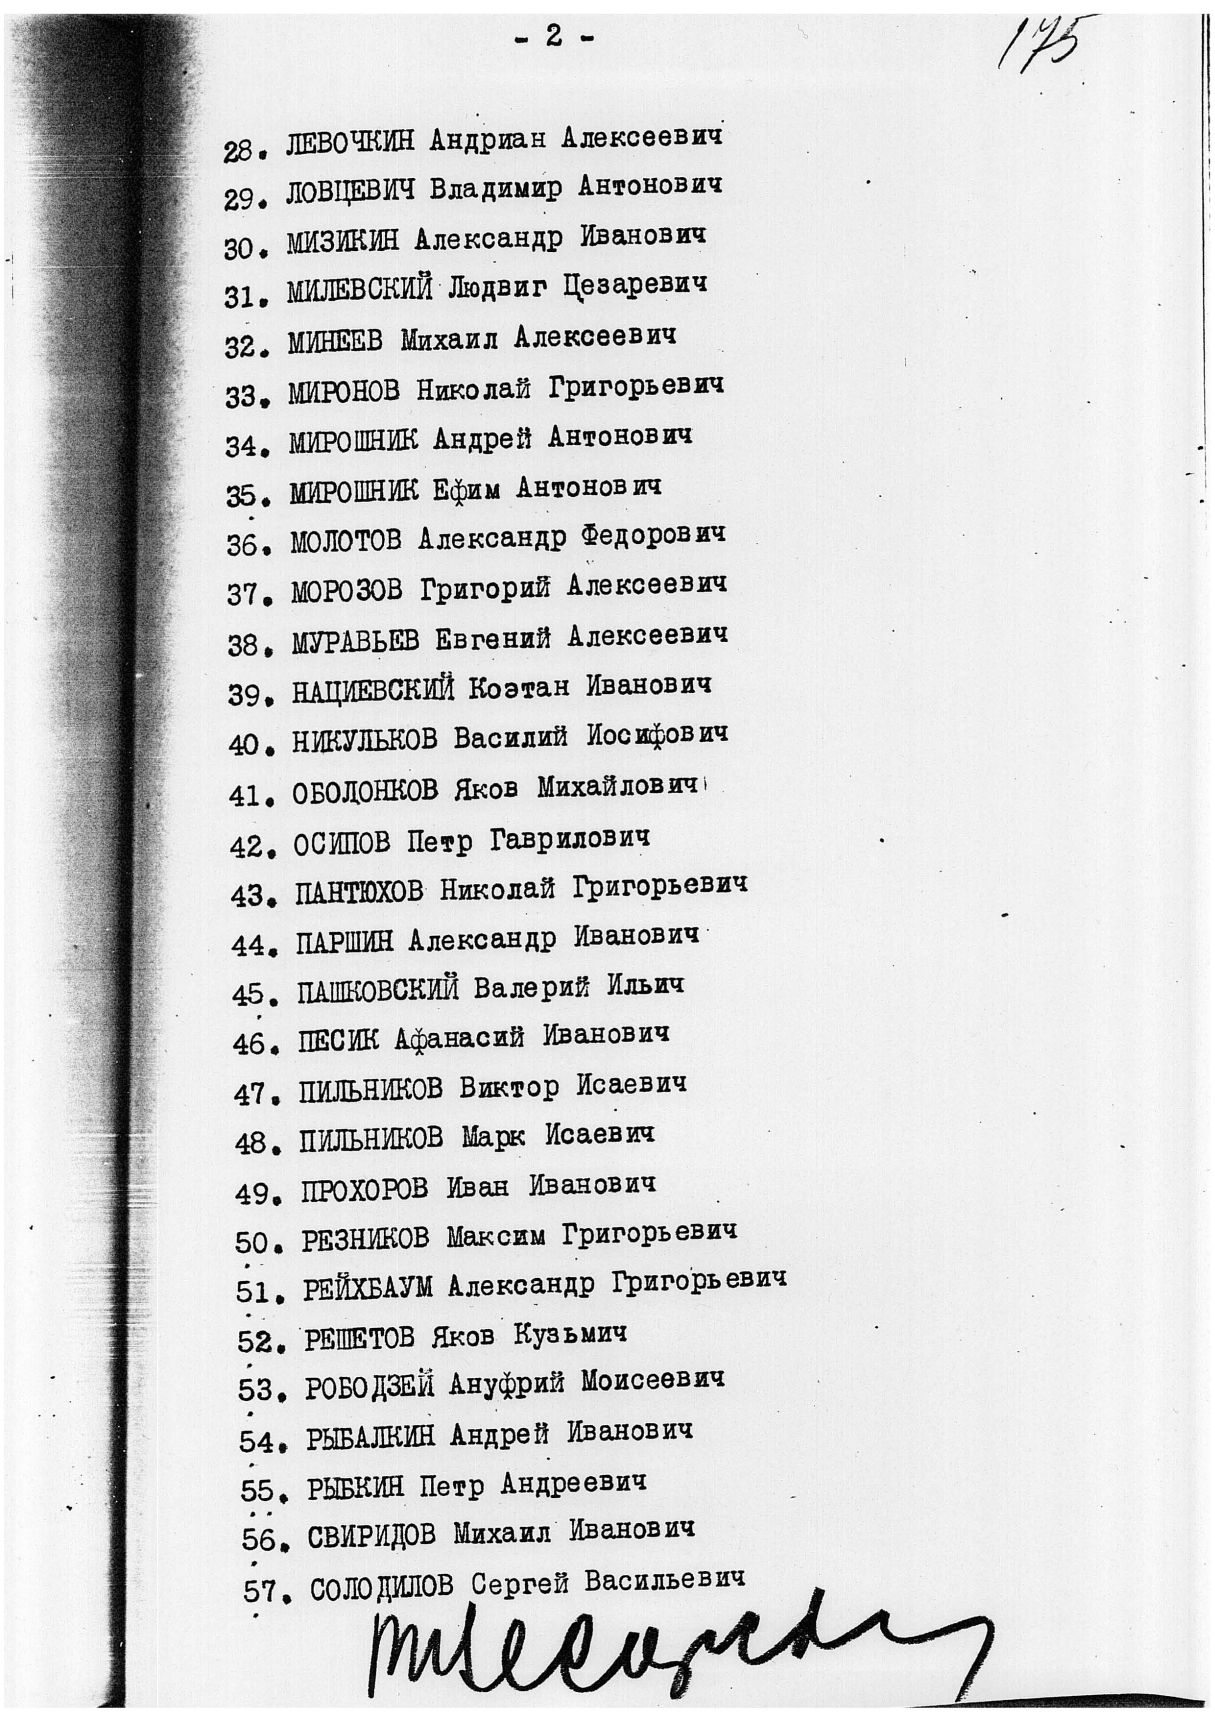 - 2 -
175
28. ЛЕВОЧКИН Андриан Алексеевич
29. ЛОВЦЕВИЧ Владимир Антонович
30. МИЗИКИН Александр Иванович
31. МИЛЕВСКИЙ Людвиг Цезаревич
32. МИНЕЕВ Михаил Алексеевич
33. МИРОНОВ Николай Григорьевич
34. МИРОШНИК Андрей Антонович
35. МИРОШНИК Ефим Антонович
36. МОЛОТОВ Александр Федорович
37. МОРОЗОВ Григорий Алексеевич
38. МУРАВЬЕВ Евгений Алексеевич
39. НАЦИЕВСКИЙ Коэтан Иванович
40. НИКУЛЬКОВ Василий Иосифович
41. ОБОДОНКОВ Яков Михайлович
42. ОСИПОВ Петр Гаврилович
43. ПАНТЮХОВ Николай Григорьевич
44. ПАРШИН Александр Иванович
45. ПАШКОВСКИЙ Валерий Ильич
46. ПЕСИК Афанасий Иванович
47. ПИЛЬНИКОВ Виктор Исаевич
48. ПИЛЬНИКОВ Марк Исаевич
49. ПРОХОРОВ Иван Иванович
50. РЕЗНИКОВ Максим Григорьевич
51. РЕЙХБАУМ Александр Григорьевич
52. РЕШЕТОВ Яков Кузьмич
53. РОБОДЗЕЙ Ануфрий Моисеевич
54. РЫБАЛКИН Андрей Иванович
55. РЫБКИН Петр Андреевич
56. СВИРИДОВ Михаил Иванович
57. СОЛОДИЛОВ Сергей Васильевич